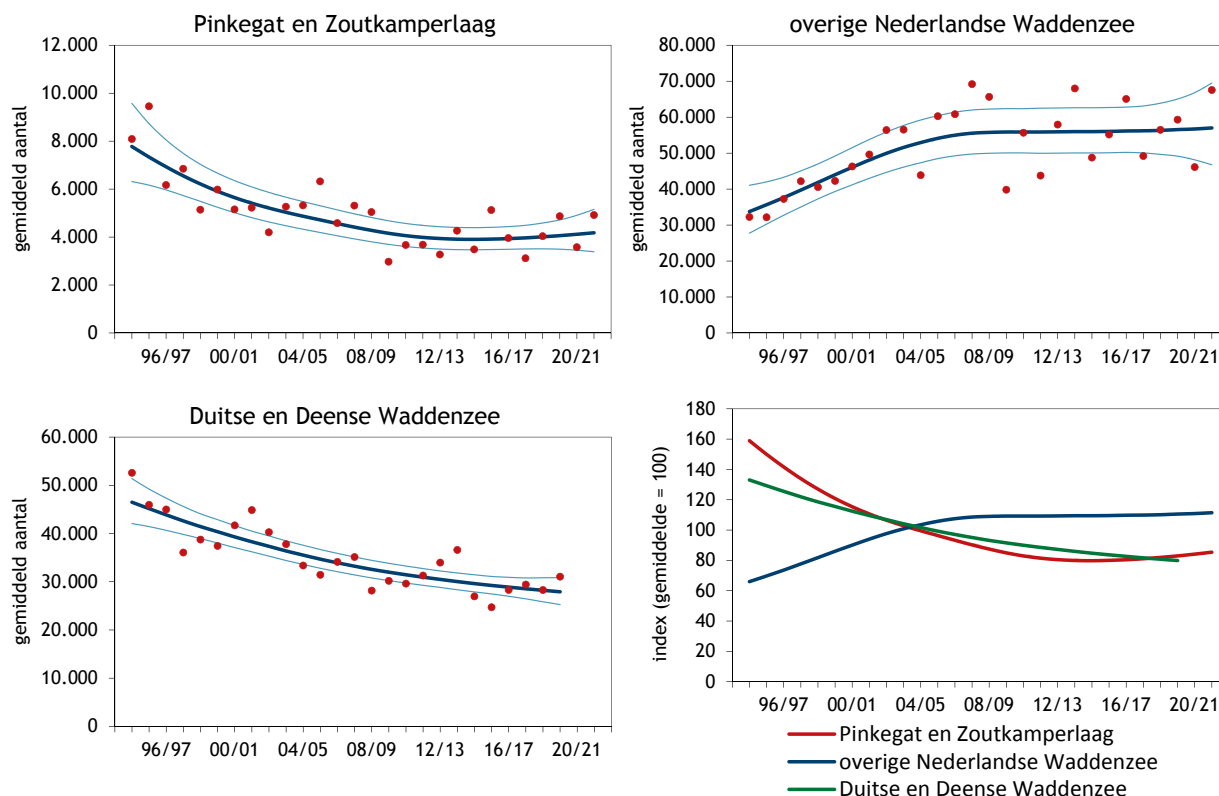 Pinkegat en Zoutkamperlaag
gemiddeld aantal
12.000
10.000
8.000
6.000
4.000
2.000
0
96/97 00/01 04/05 08/09 12/13 16/17 20/21
overige Nederlandse Waddenzee
gemiddeld aantal
80.000
70.000
60.000
50.000
40.000
30.000
20.000
10.000
0
96/97 00/01 04/05 08/09 12/13 16/17 20/21
Duitse en Deense Waddenzee
gemiddeld aantal
60.000
50.000
40.000
30.000
20.000
10.000
0
96/97 00/01 04/05 08/09 12/13 16/17 20/21
index (gemiddelde = 100)
180
160
140
120
100
80
60
40
20
0
96/97 00/01 04/05 08/09 12/13 16/17 20/21
Pinkegat en Zoutkamperlaag
overige Nederlandse Waddenzee
Duitse en Deense Waddenzee